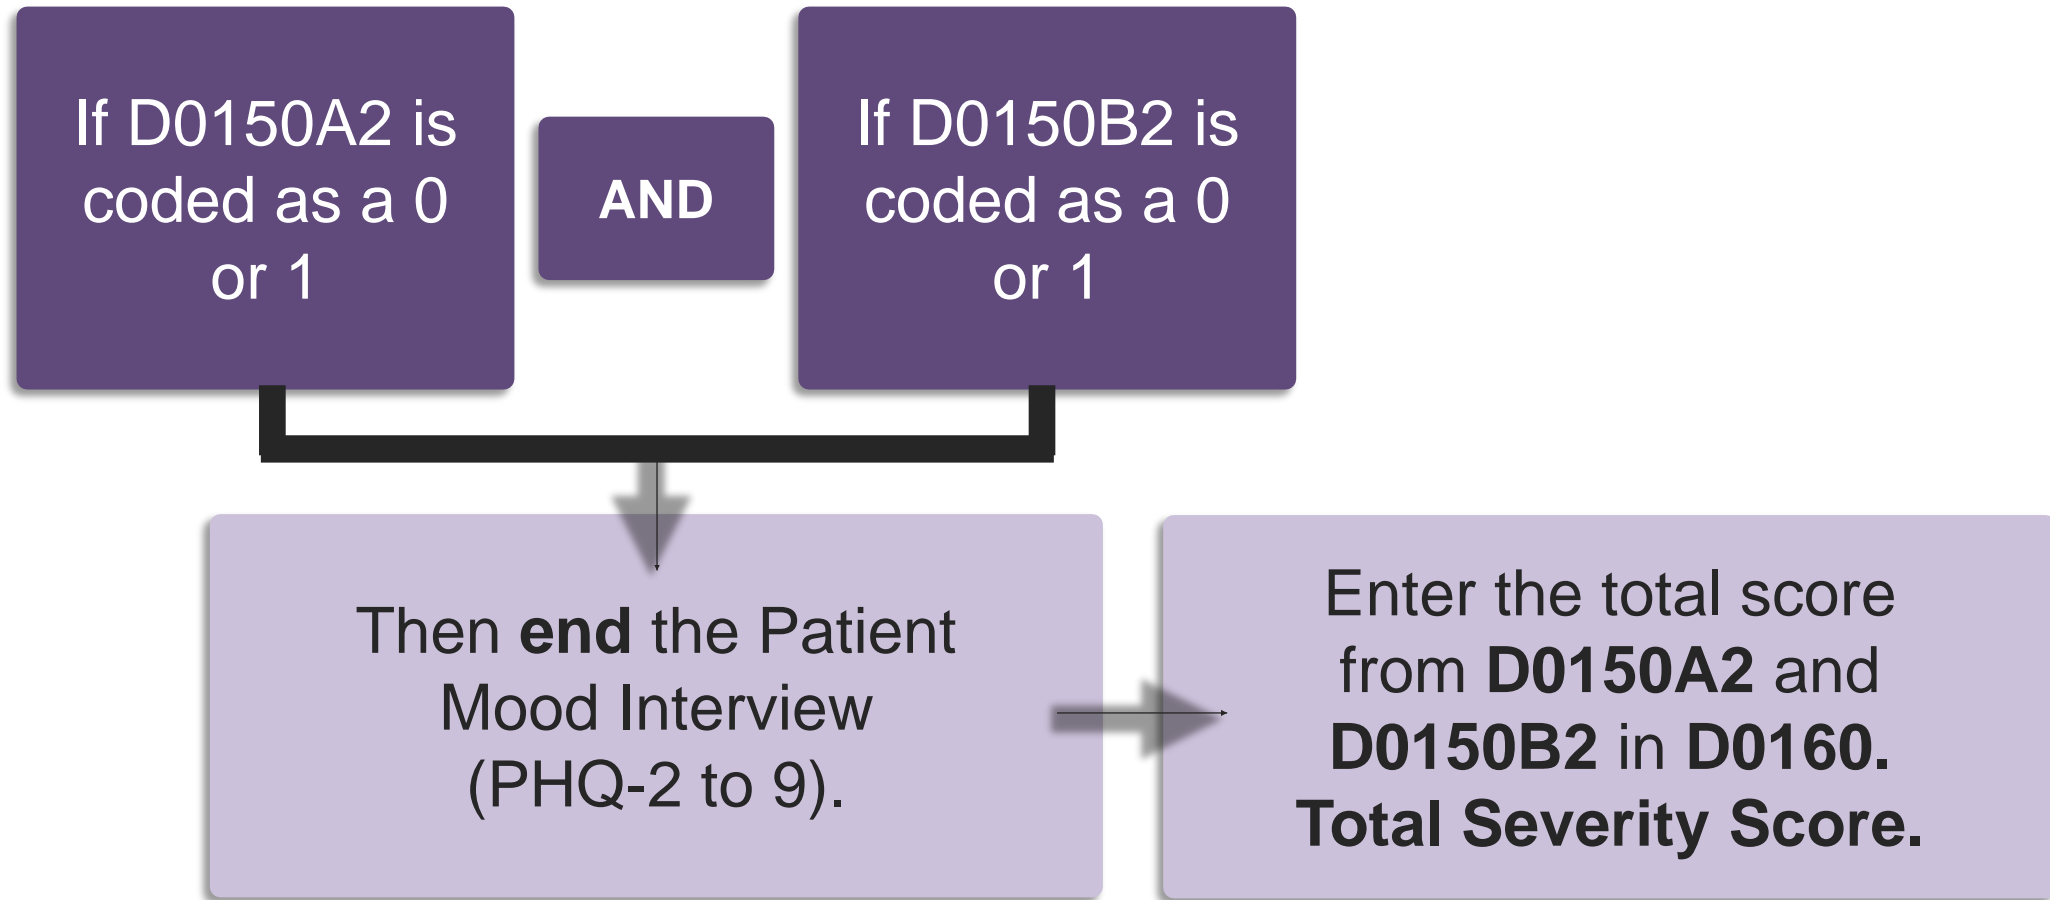 If D0150A2 is
coded as a 0
or 1
AND
If D0150B2 is
coded as a 0
or 1
Then end the Patient
Mood Interview
(PHQ-2 to 9).
Enter the total score
from D0150A2 and
D0150B2 in D0160.
Total Severity Score.